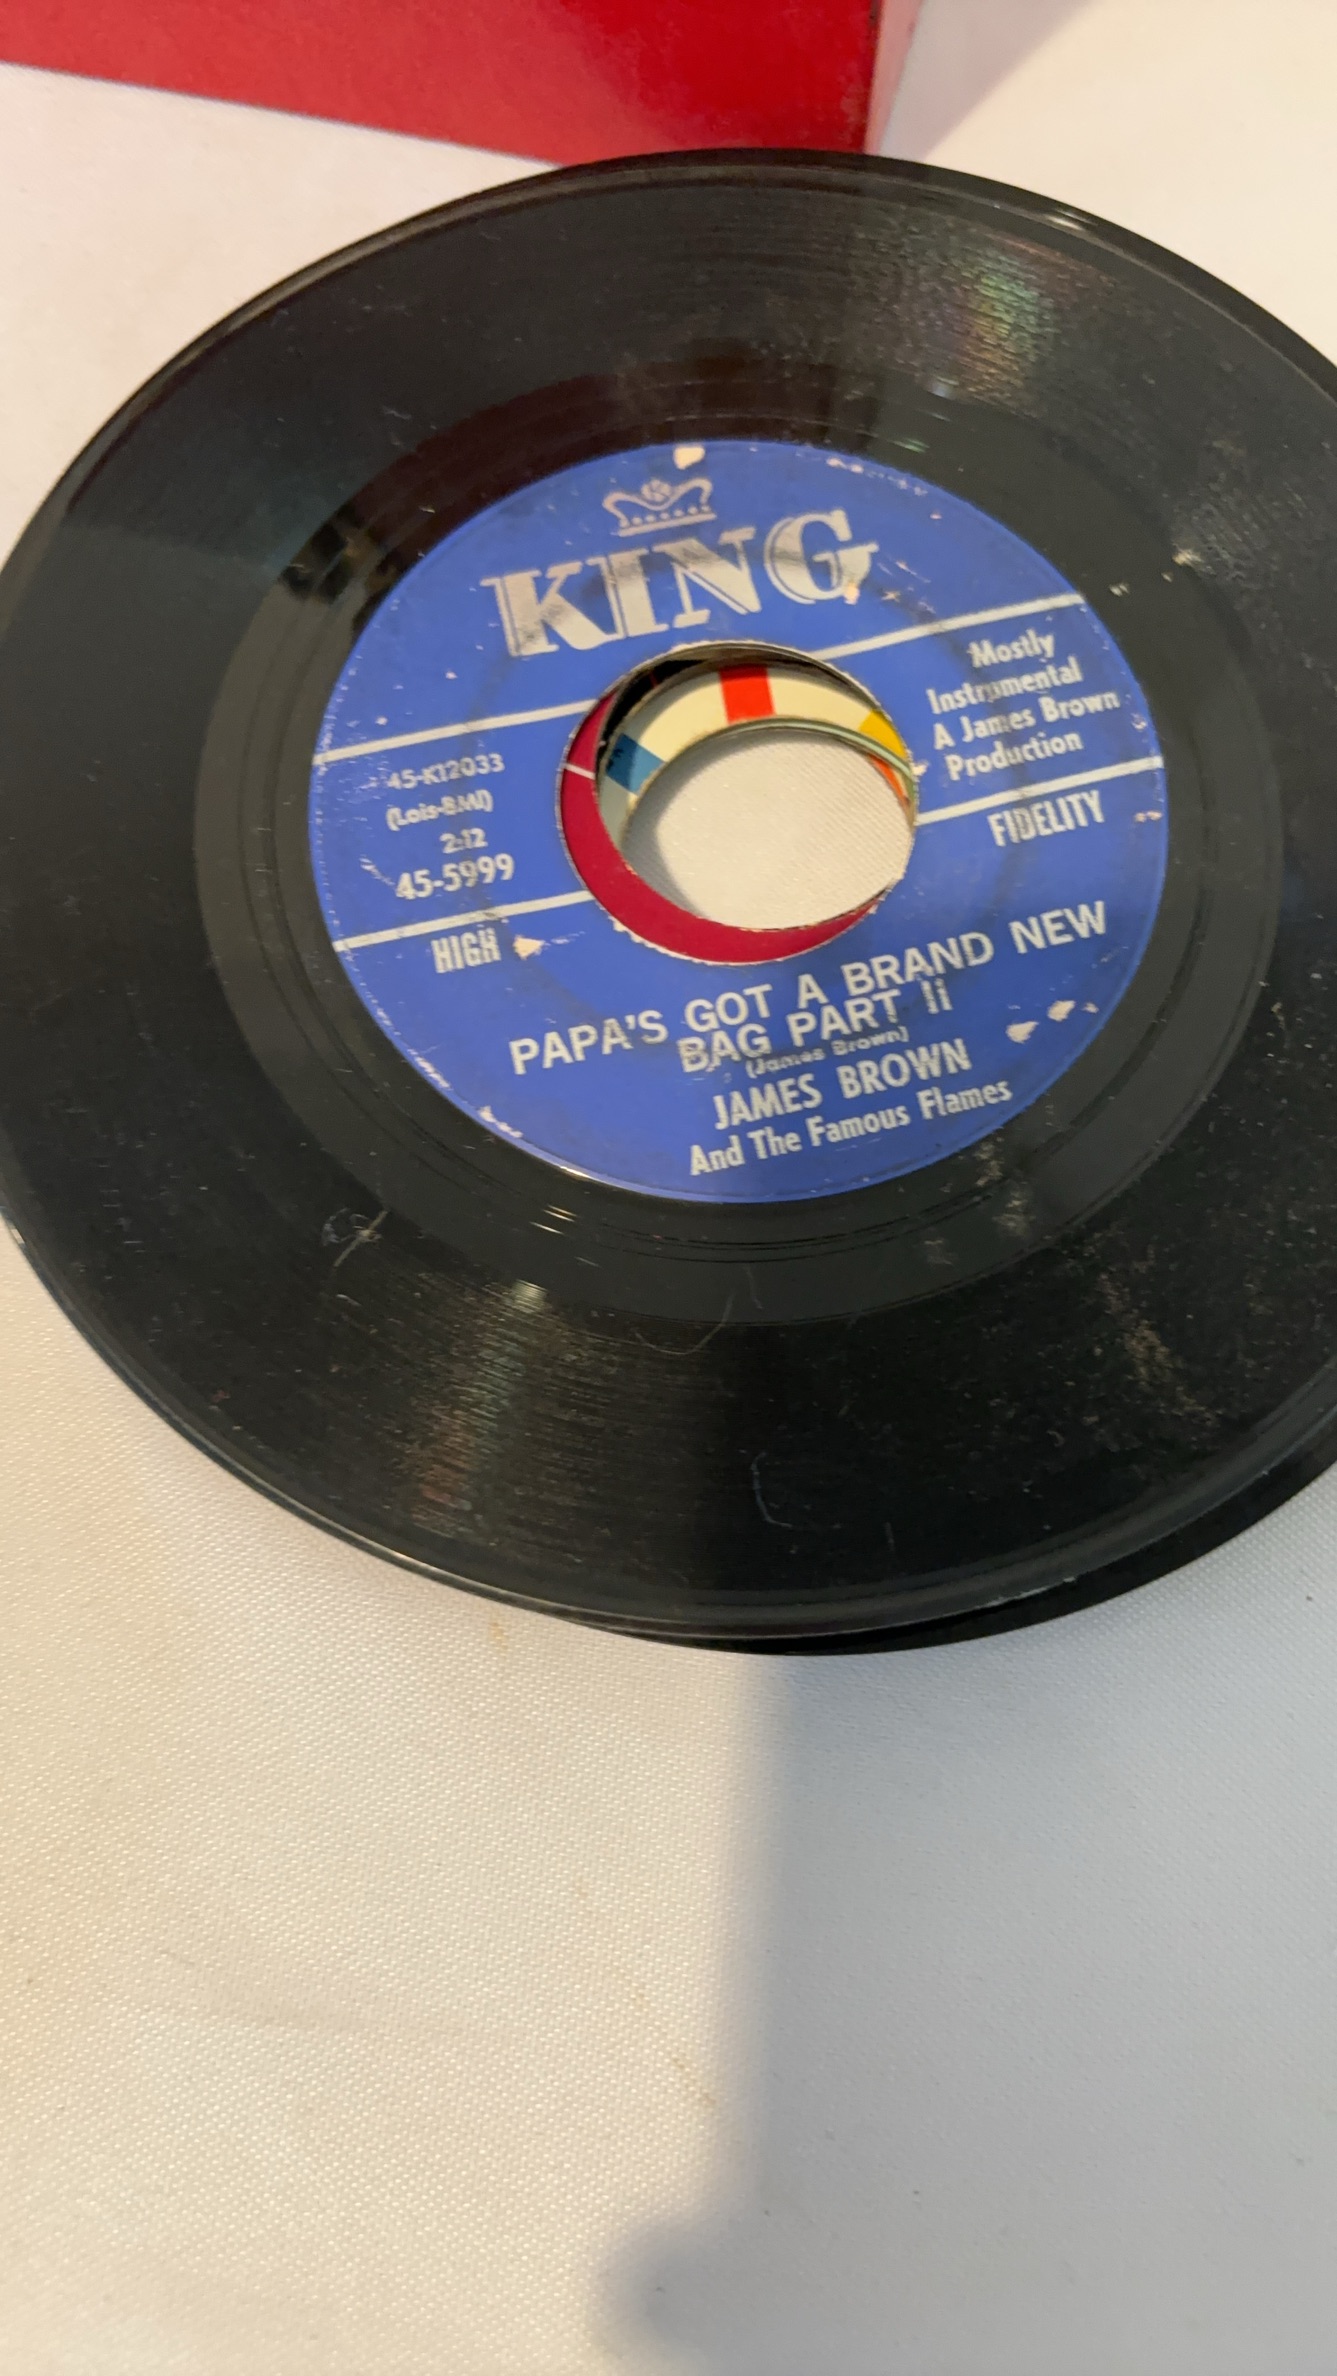 KING
Mostly
Instrumental
A James Brown
Production
45-K12033
(Lois-BMI)
2:12
45-5999
HIGH FIDELITY
PAPA'S GOT A BRAND NEW
BAG PART Ii
(James Brown)
JAMES BROWN
And The Famous Flames